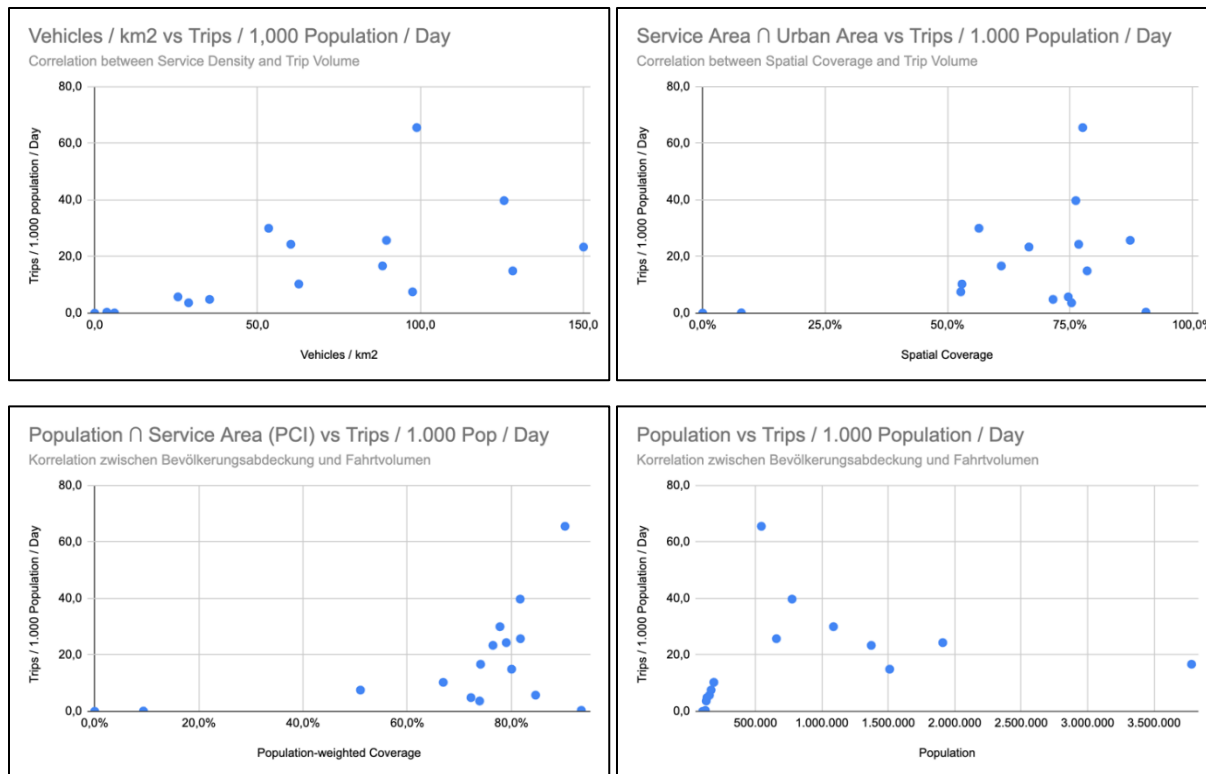 Vehicles / km2 vs Trips / 1,000 Population / Day
Correlation between Service Density and Trip Volume
80,0
60,0
40,0
20,0
0,0
Trips / 1.000 population / Day
0,0 50,0 100,0 150,0
Vehicles / km2
Service Area ∩ Urban Area vs Trips / 1.000 Population / Day
Correlation between Spatial Coverage and Trip Volume
80,0
60,0
40,0
20,0
0,0
Trips / 1.000 Population / Day
0,0% 25,0% 50,0% 75,0% 100,0%
Spatial Coverage
Population ∩ Service Area (PCI) vs Trips / 1.000 Pop / Day
Korrelation zwischen Bevölkerungsabdeckung und Fahrtvolumen
80,0
60,0
40,0
20,0
0,0
Trips / 1.000 Population / Day
0,0% 20,0% 40,0% 60,0% 80,0%
Population-weighted Coverage
Population vs Trips / 1.000 Population / Day
Korrelation zwischen Bevölkerungsabdeckung und Fahrtvolumen
80,0
60,0
40,0
20,0
0,0
Trips / 1.000 Population / Day
500.000 1.000.000 1.500.000 2.000.000 2.500.000 3.000.000 3.500.000
Population